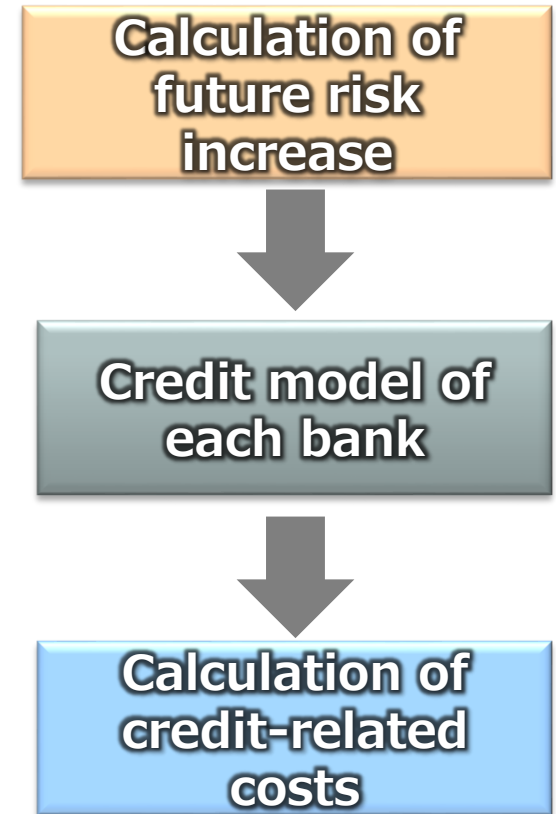 Calculation of
future risk
increase
Credit model of
each bank
Calculation of
credit-related
costs